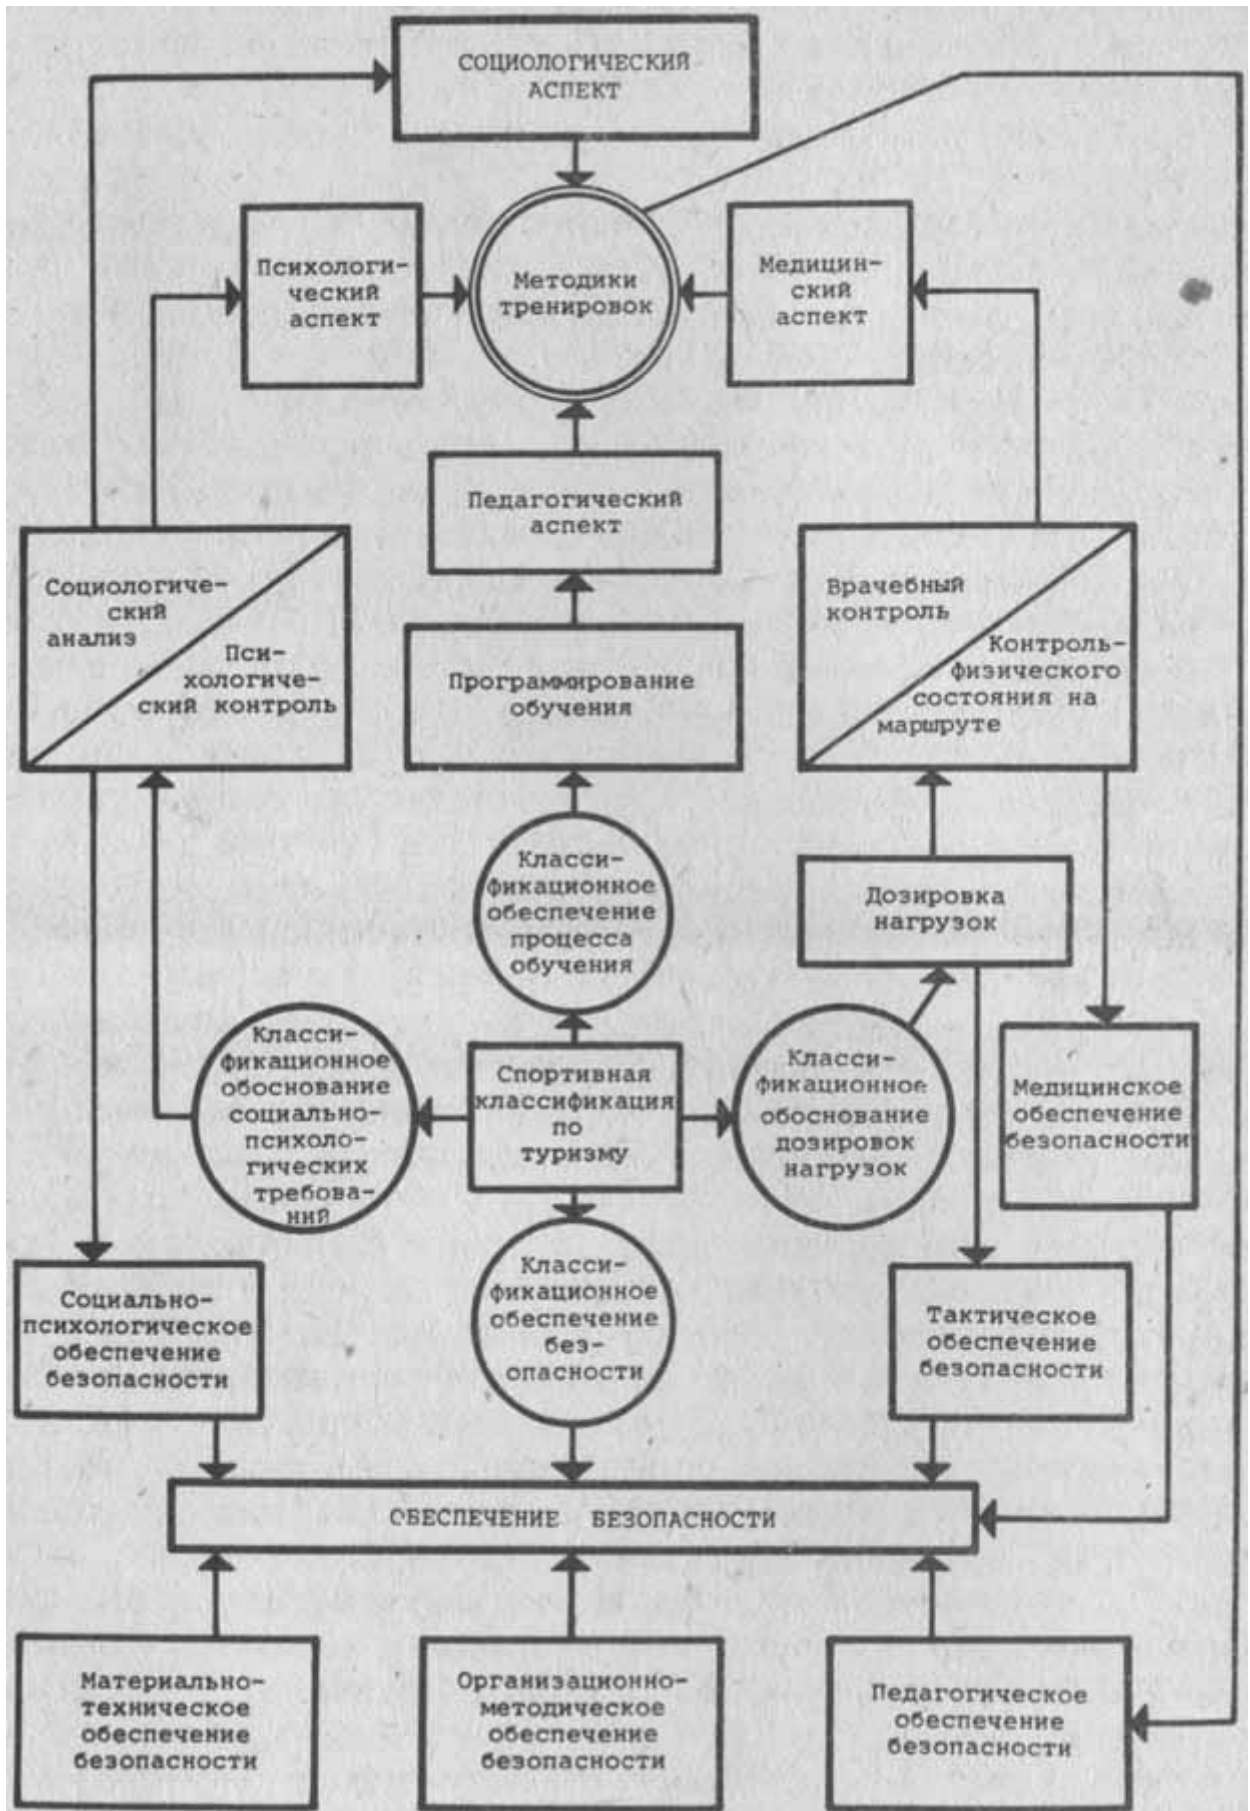 СОЦИОЛОГИЧЕСКИЙ
АСПЕКТ
Психологи-
ческий
аспект
Методики
тренировок
Медицин-
ский
аспект
Педагогический
аспект
Социологиче-
ский
анализ
Пси-
хологиче-
ский контроль
Программирование
обучения
Врачебный
контроль
Контроль-
физического
состояния на
маршруте
Класси-
фикационное
обеспечение
процесса
обучения
Дозировка
нагрузок
Класси-
фикационное
обоснование
социально-
психоло-
гических
требова-
ний
Спортивная
классификация
по
туризму
Класси-
фикационное
обоснование
дозировок
нагрузок
Медицинское
обеспечение
безопасности
Социально-
психологическое
обеспечение
безопасности
Класси-
фикационное
обеспечение
без-
опасности
Тактическое
обеспечение
безопасности
ОБЕСПЕЧЕНИЕ БЕЗОПАСНОСТИ
Материально-
техническое
обеспечение
безопасности
Организационно-
методическое
обеспечение
безопасности
Педагогическое
обеспечение
безопасности